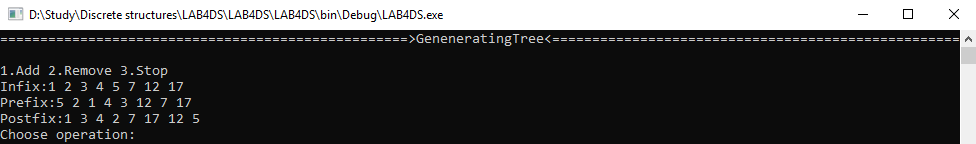 D:\Study\Discrete structures\LAB4DS\LAB4DS\LAB4DS\bin\Debug\LAB4DS.exe
===================================================>GeneneratingTree<===================================================
1.Add 2.Remove 3.Stop
Infix:1 2 3 4 5 7 12 17
Prefix:5 2 1 4 3 12 7 17
Postfix:1 3 4 2 7 17 12 5
Choose operation: